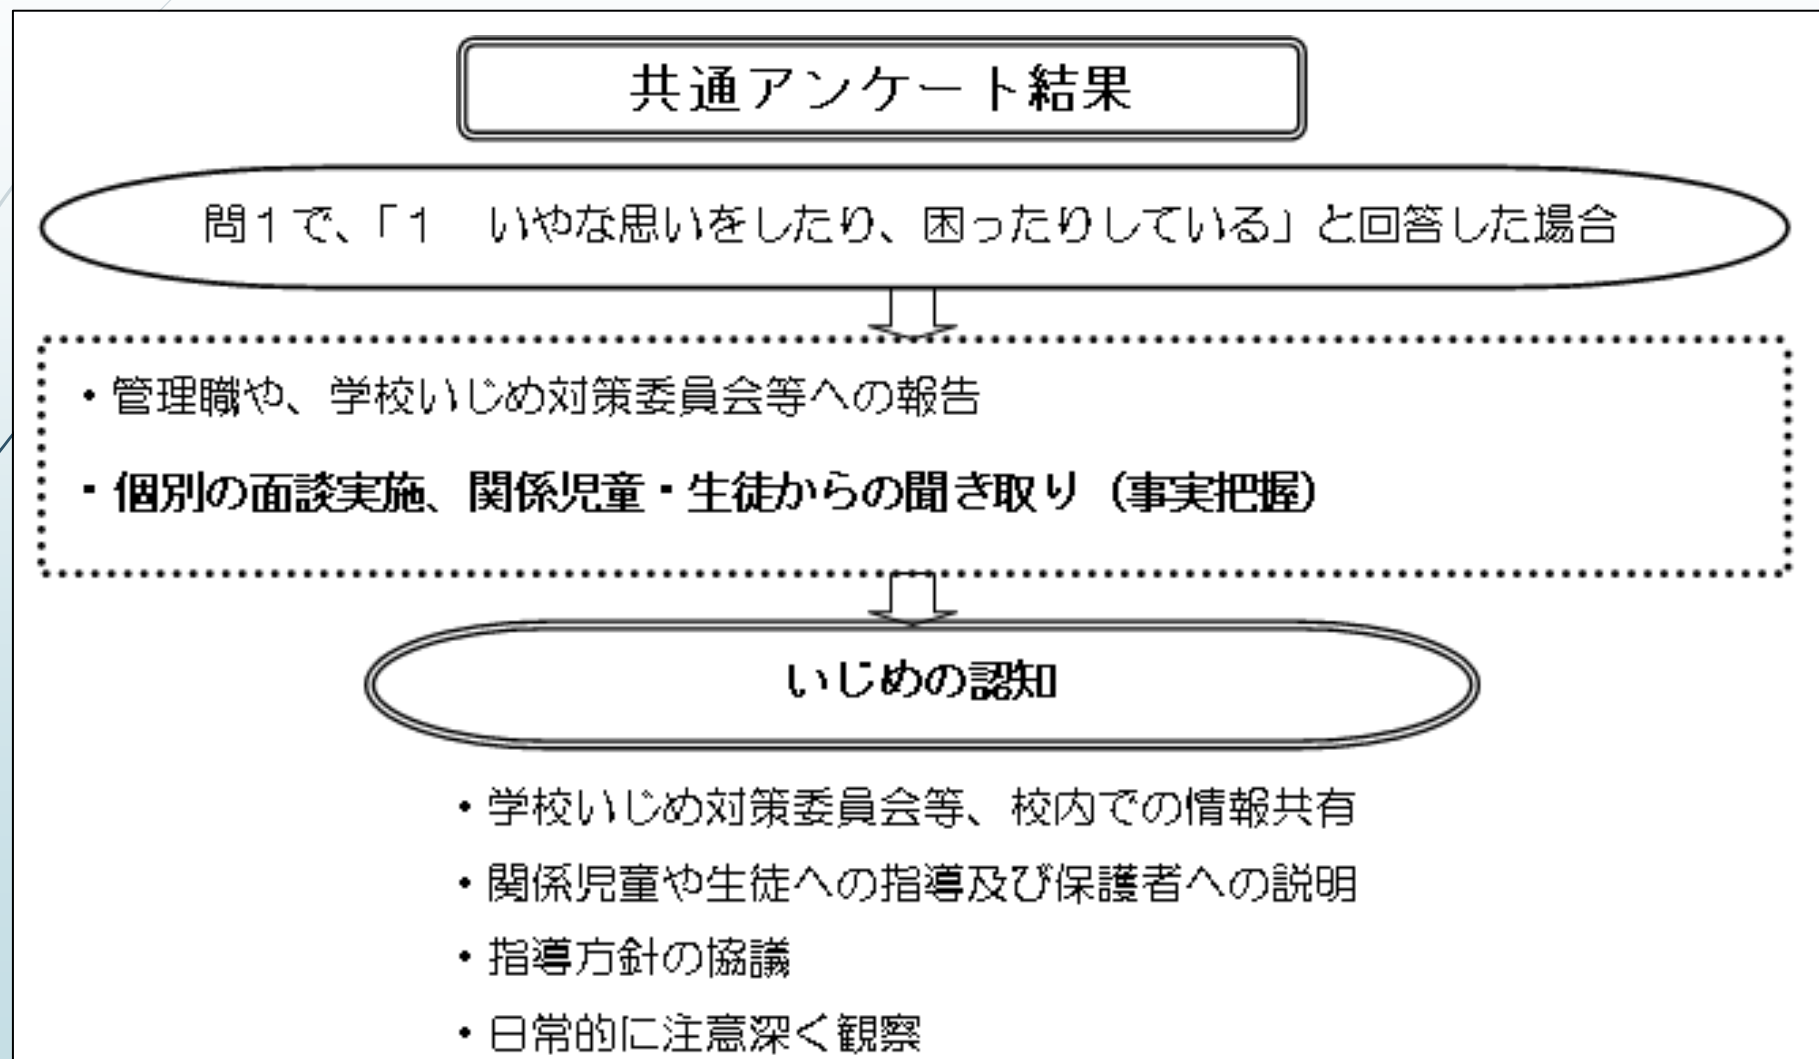 共通アンケート結果
問１で、「１　いやな思いをしたり、困ったりしている」と回答した場合
・管理職や、学校いじめ対策委員会等への報告
・個別の面談実施、関係児童・生徒からの聞き取り（事実把握）
いじめの認知
・学校いじめ対策委員会等、校内での情報共有
・関係児童や生徒への指導及び保護者への説明
・指導方針の協議
・日常的に注意深く観察